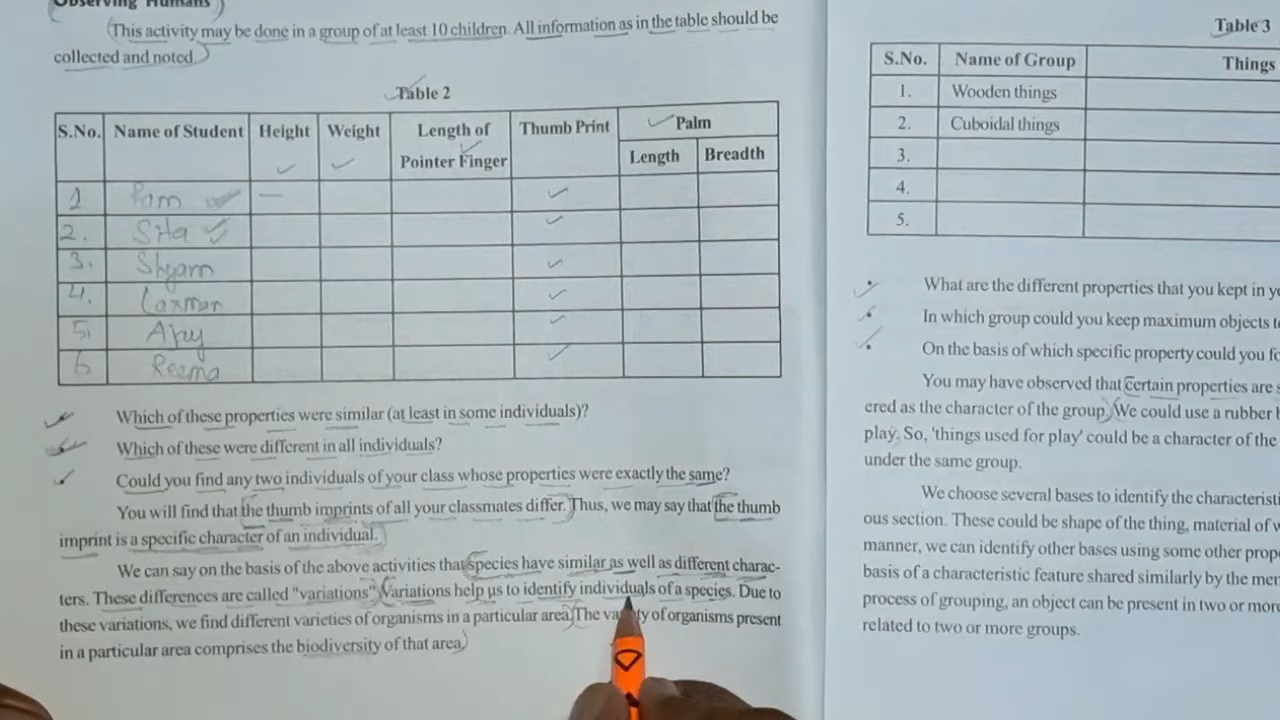 Observing Humans
This activity may be done in a group of at least 10 children. All information as in the table should be
collected and noted.
Table 2
S.No. Name of Student Height Weight Length of Pointer Finger Thumb Print Palm
Length Breadth
1 Ram
2. Sita
3. Shyam
4. Laxman
5. Ajay
6 Reema
Which of these properties were similar (at least in some individuals)?
Which of these were different in all individuals?
Could you find any two individuals of your class whose properties were exactly the same?
You will find that the thumb imprints of all your classmates differ. Thus, we may say that the thumb
imprint is a specific character of an individual.
We can say on the basis of the above activities that species have similar as well as different charac-
ters. These differences are called "variations". Variations help us to identify individuals of a species. Due to
these variations, we find different varieties of organisms in a particular area. The of organisms present
in a particular area comprises the biodiversity of that area
Table 3
S.No. Name of Group Things
1. Wooden things
2. Cuboidal things
3.
4.
5.
What are the different properties that you kept in
In which group could you keep maximum objects
On the basis of which specific property could you
You may have observed that certain properties are
ered as the character of the group. We could use a rubber
play. So, 'things used for play' could be a character of the
under the same group.
We choose several bases to identify the
ous section. These could be shape of the thing, material of
manner, we can identify other bases using some other
basis of a characteristic feature shared similarly by the
process of grouping, an object can be present in two or
related to two or more groups.